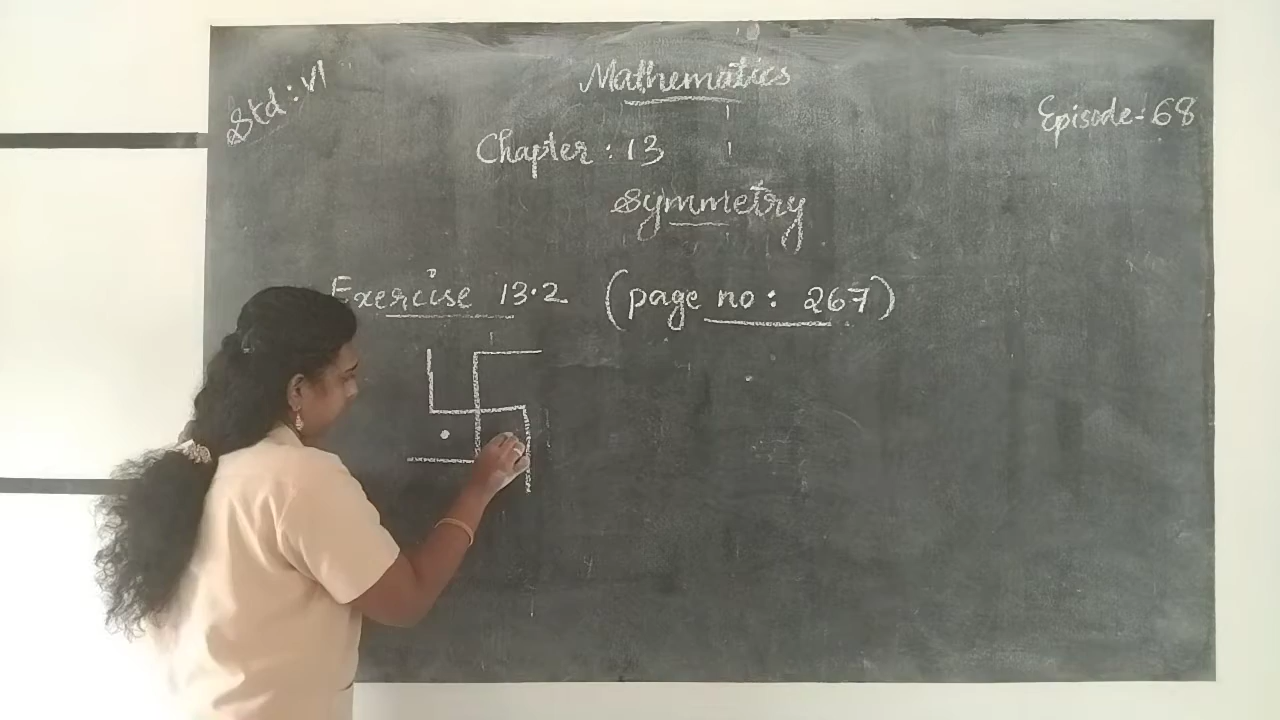 Std: VI
Mathematics
Episode-: 68
Chapter : 13
Symmetry
Exercise 13.2 (page no: 267)